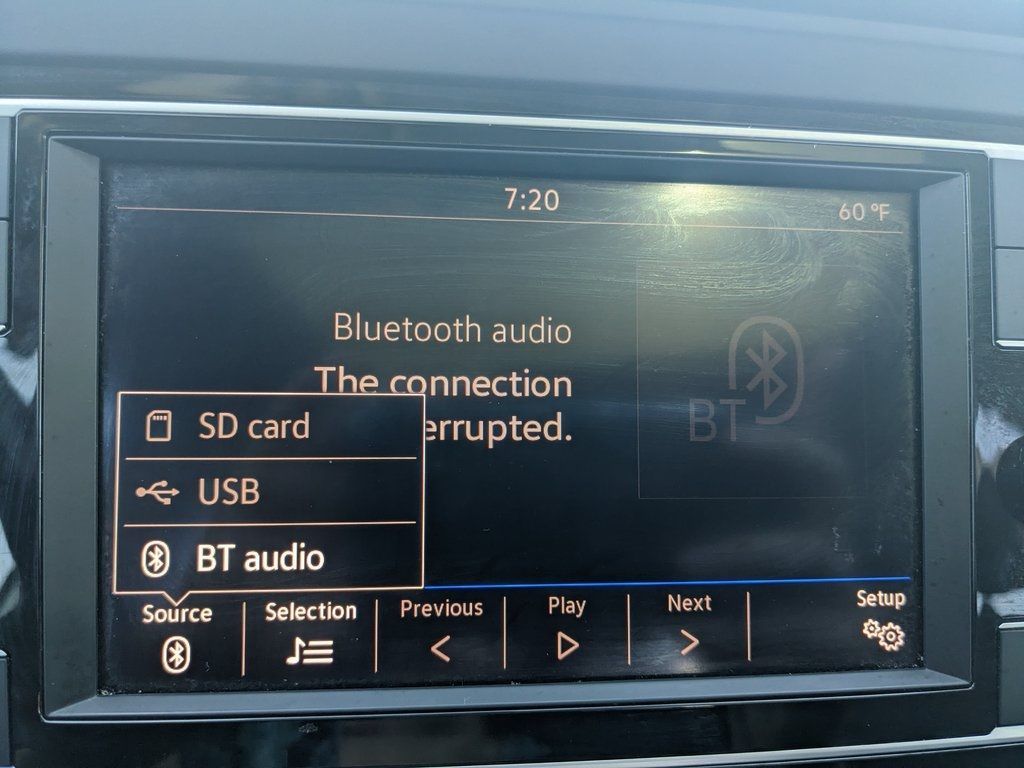 7:20
60 °F
Bluetooth audio
The connection
errupted.
BT
SD card
USB
BT audio
Source
Selection
Previous
Play
Next
Setup